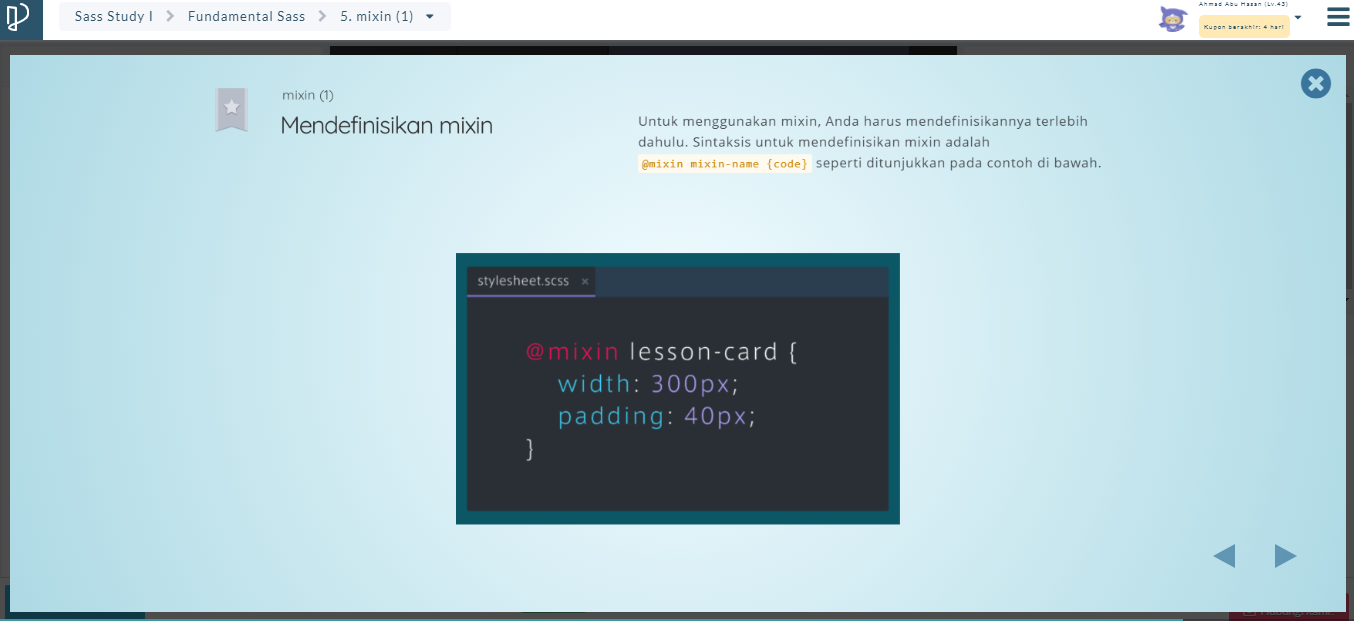 Sass Study I > Fundamental Sass > 5. mixin (1)
Ahmad Abu Hasan (Lv.43)
Kupon berakhir: 4 hari
mixin (1)
Mendefinisikan mixin
Untuk menggunakan mixin, Anda harus mendefinisikannya terlebih
dahulu. Sintaksis untuk mendefinisikan mixin adalah
@mixin mixin-name {code} seperti ditunjukkan pada contoh di bawah.
stylesheet.scss ×
@mixin lesson-card {
width: 300px;
padding: 40px;
}